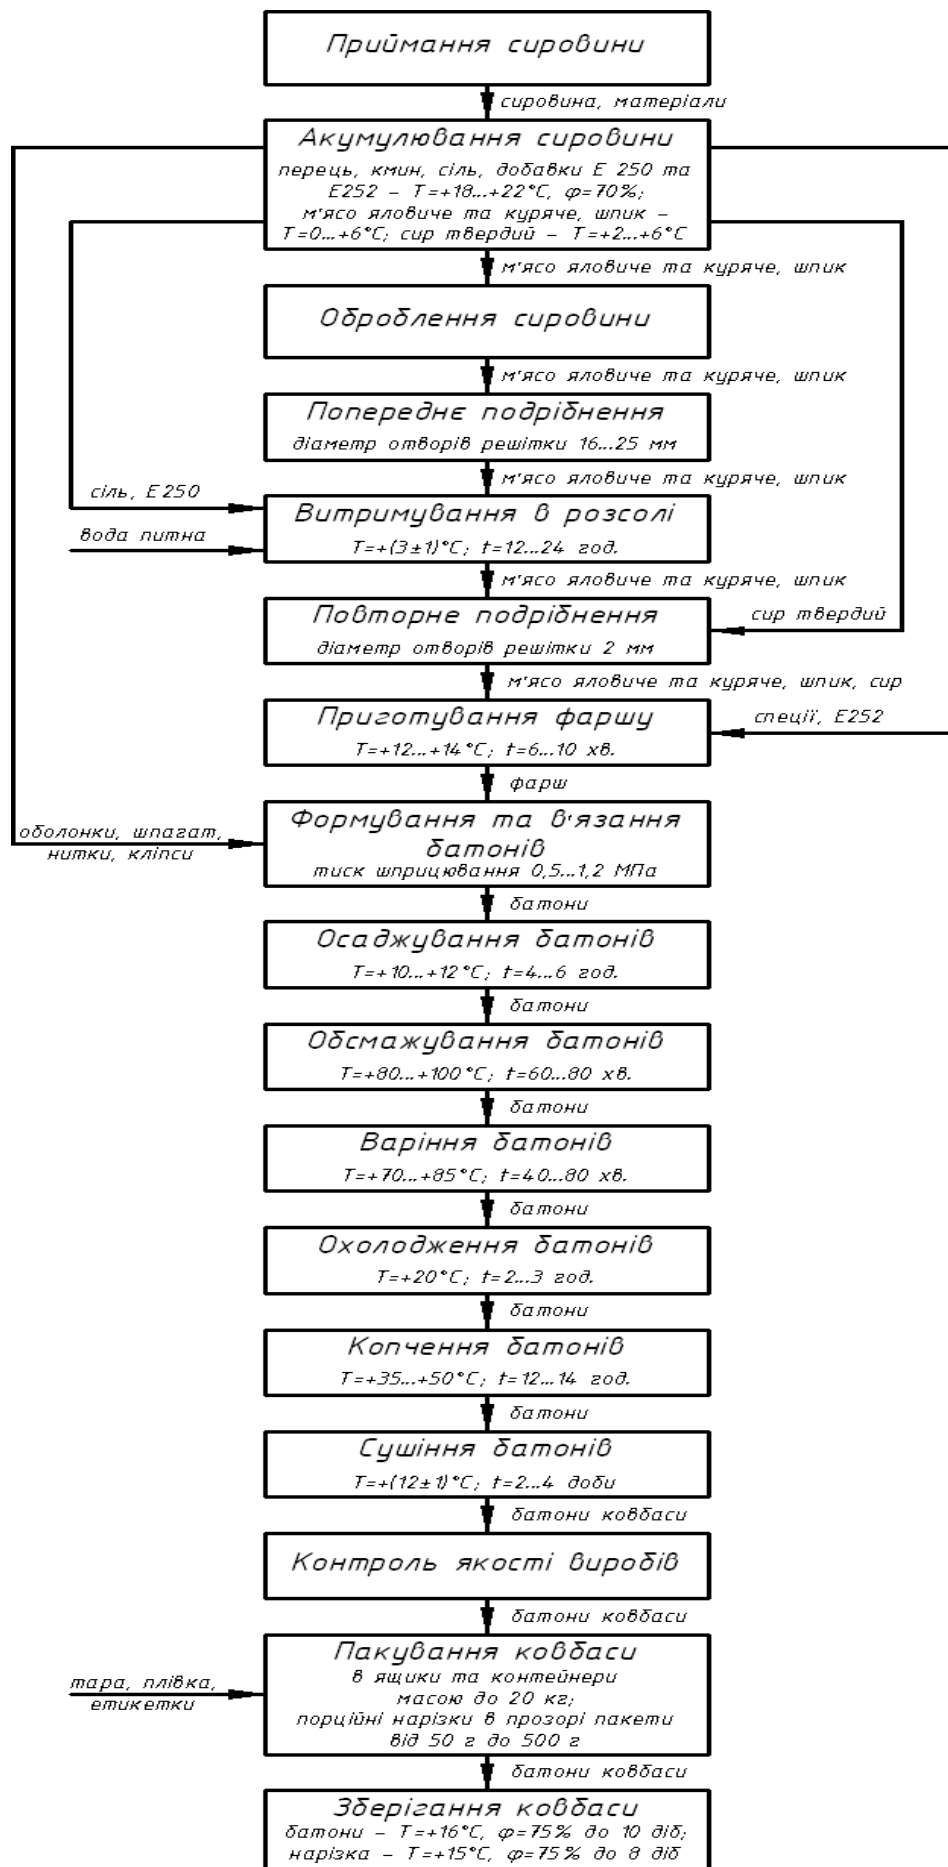 Приймання сировини
сировина, матеріали
Акумулювання сировини
перець, кмин, сіль, добавки Е 250 та
Е252 – Т=+18...+22°С, φ=70%;
м'ясо яловиче та куряче, шпик –
Т=0...+6°С; сир твердий – Т=+2...+6°С
м'ясо яловиче та куряче, шпик
Оброблення сировини
м'ясо яловиче та куряче, шпик
Попереднє подрібнення
діаметр отворів решітки 16...25 мм
м'ясо яловиче та куряче, шпик
сіль, Е250
вода питна
Витримування в розсолі
Т=+(3±1)°С; t=12...24 год.
м'ясо яловиче та куряче, шпик
Повторне подрібнення
діаметр отворів решітки 2 мм
сир твердий
м'ясо яловиче та куряче, шпик, сир
Приготування фаршу
Т=+12...+14°С; t=6...10 хв.
спеції, Е252
фарш
оболонки, шпагат,
нитки, кліпси
Формування та в'язання
батонів
тиск шприцювання 0,5...1,2 МПа
батони
Осаджування батонів
Т=+10...+12°С; t=4...6 год.
батони
Обсмажування батонів
Т=+80...+100°С; t=60...80 хв.
батони
Варіння батонів
Т=+70...+85°С; t=40...80 хв.
батони
Охолодження батонів
Т=+20°С; t=2...3 год.
батони
Копчення батонів
Т=+35...+50°С; t=12...14 год.
батони
Сушіння батонів
Т=+(12±1)°С; t=2...4 доби
батони ковбаси
Контроль якості виробів
батони ковбаси
тара, плівка,
етикетки
Пакування ковбаси
в ящики та контейнери
масою до 20 кг;
порційні нарізки в прозорі пакети
від 50 г до 500 г
батони ковбаси
Зберігання ковбаси
батони – Т=+16°С, φ=75% до 10 діб;
нарізка – Т=+15°С, φ=75% до 8 діб